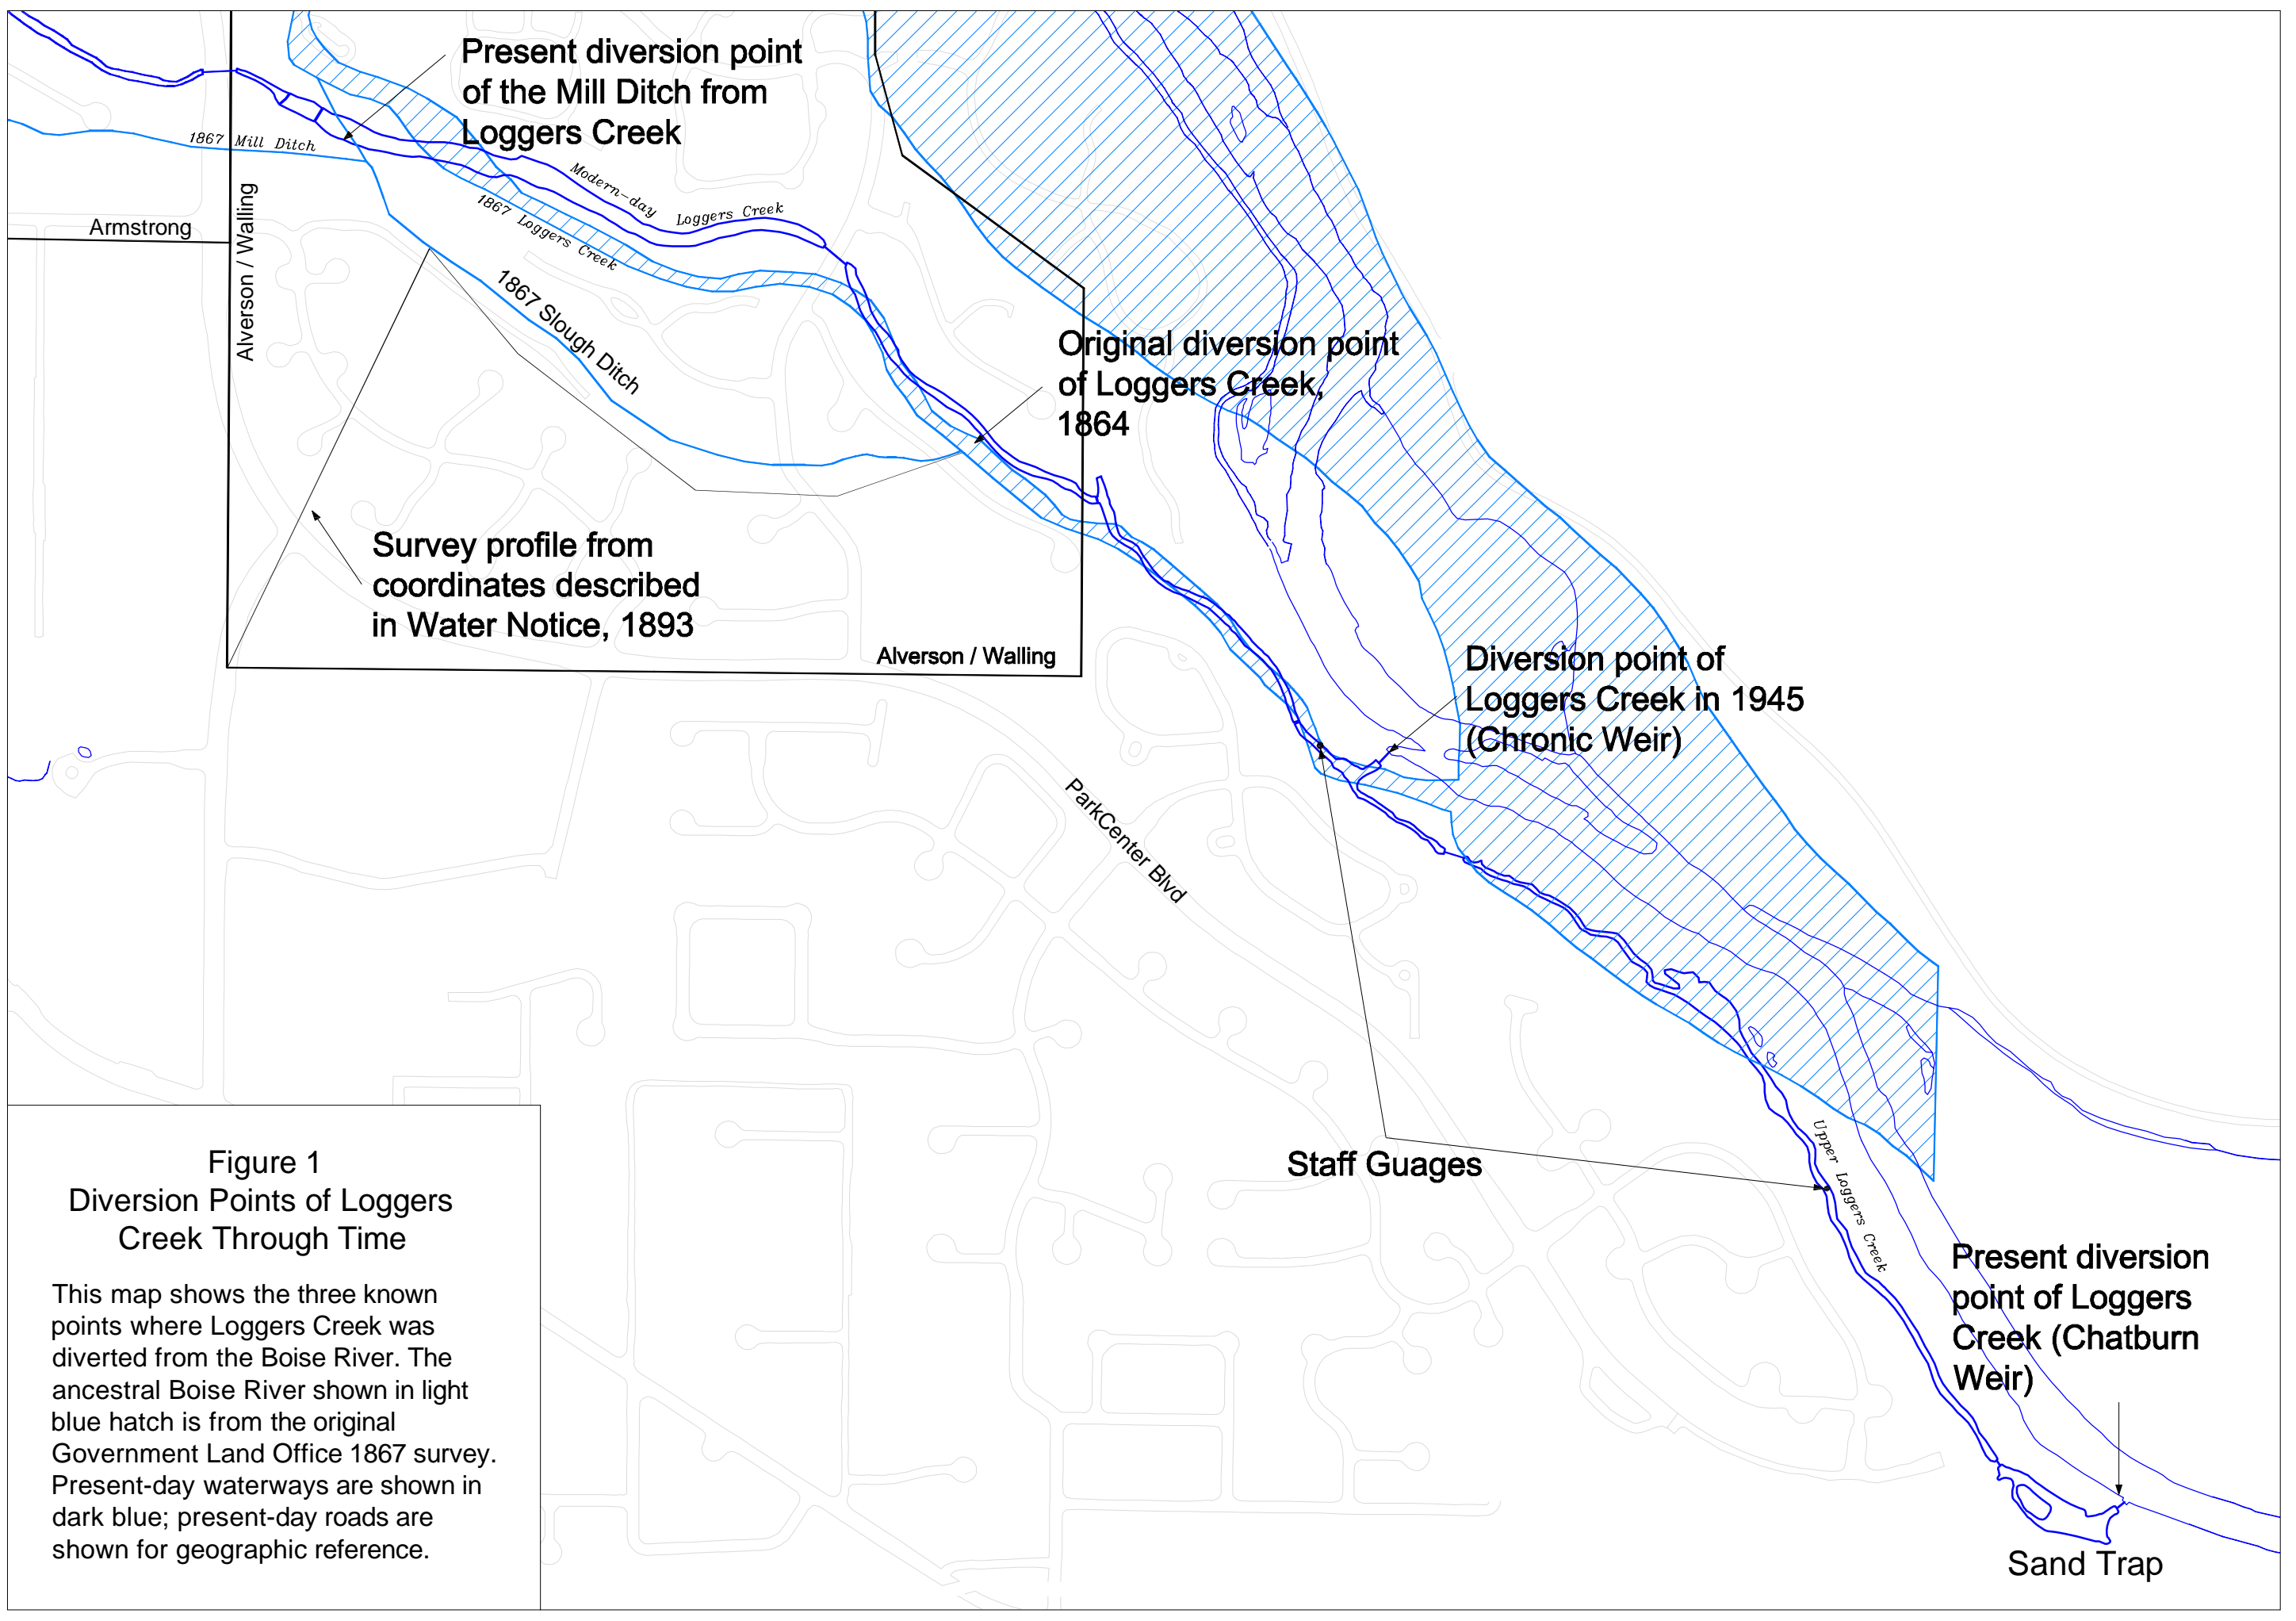 Present diversion point
of the Mill Ditch from
Loggers Creek
1867 Mill Ditch
Modern-day Loggers Creek
1867 Loggers Creek
Armstrong
Alverson / Walling
1867 Slough Ditch
Original diversion point
of Loggers Creek,
1864
Survey profile from
coordinates described
in Water Notice, 1893
Alverson / Walling
Diversion point of
Loggers Creek in 1945
(Chronic Weir)
ParkCenter Blvd
Staff Guages
Upper Loggers Creek
Present diversion
point of Loggers
Creek (Chatburn
Weir)
Sand Trap
Figure 1
Diversion Points of Loggers
Creek Through Time
This map shows the three known
points where Loggers Creek was
diverted from the Boise River. The
ancestral Boise River shown in light
blue hatch is from the original
Government Land Office 1867 survey.
Present-day waterways are shown in
dark blue; present-day roads are
shown for geographic reference.